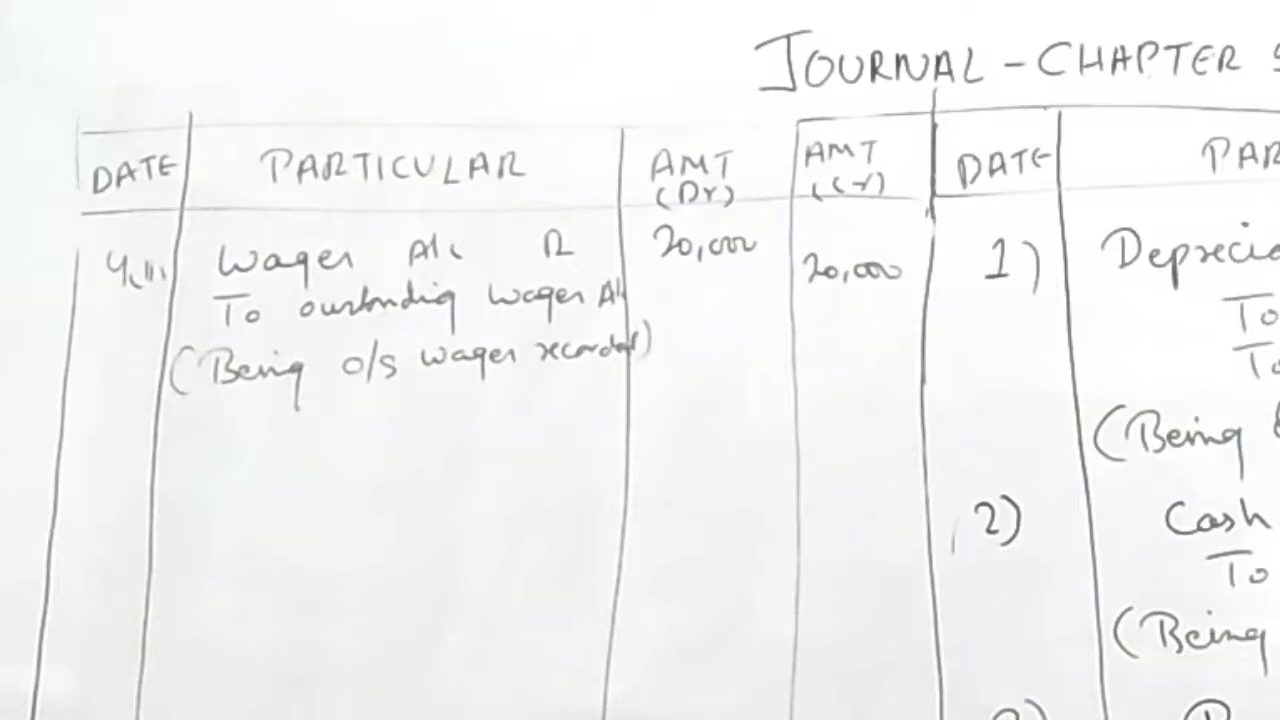 JOURNAL - CHAPTER
DATE PARTICULAR AMT (Dr) AMT (Cr)
Wages A/c Dr 20,000
To outstanding wages A/c 20,000
(Being o/s wages recorded)
DATE PAR
1) Deprecia
To
To
(Being
2) Cash
To
(Being